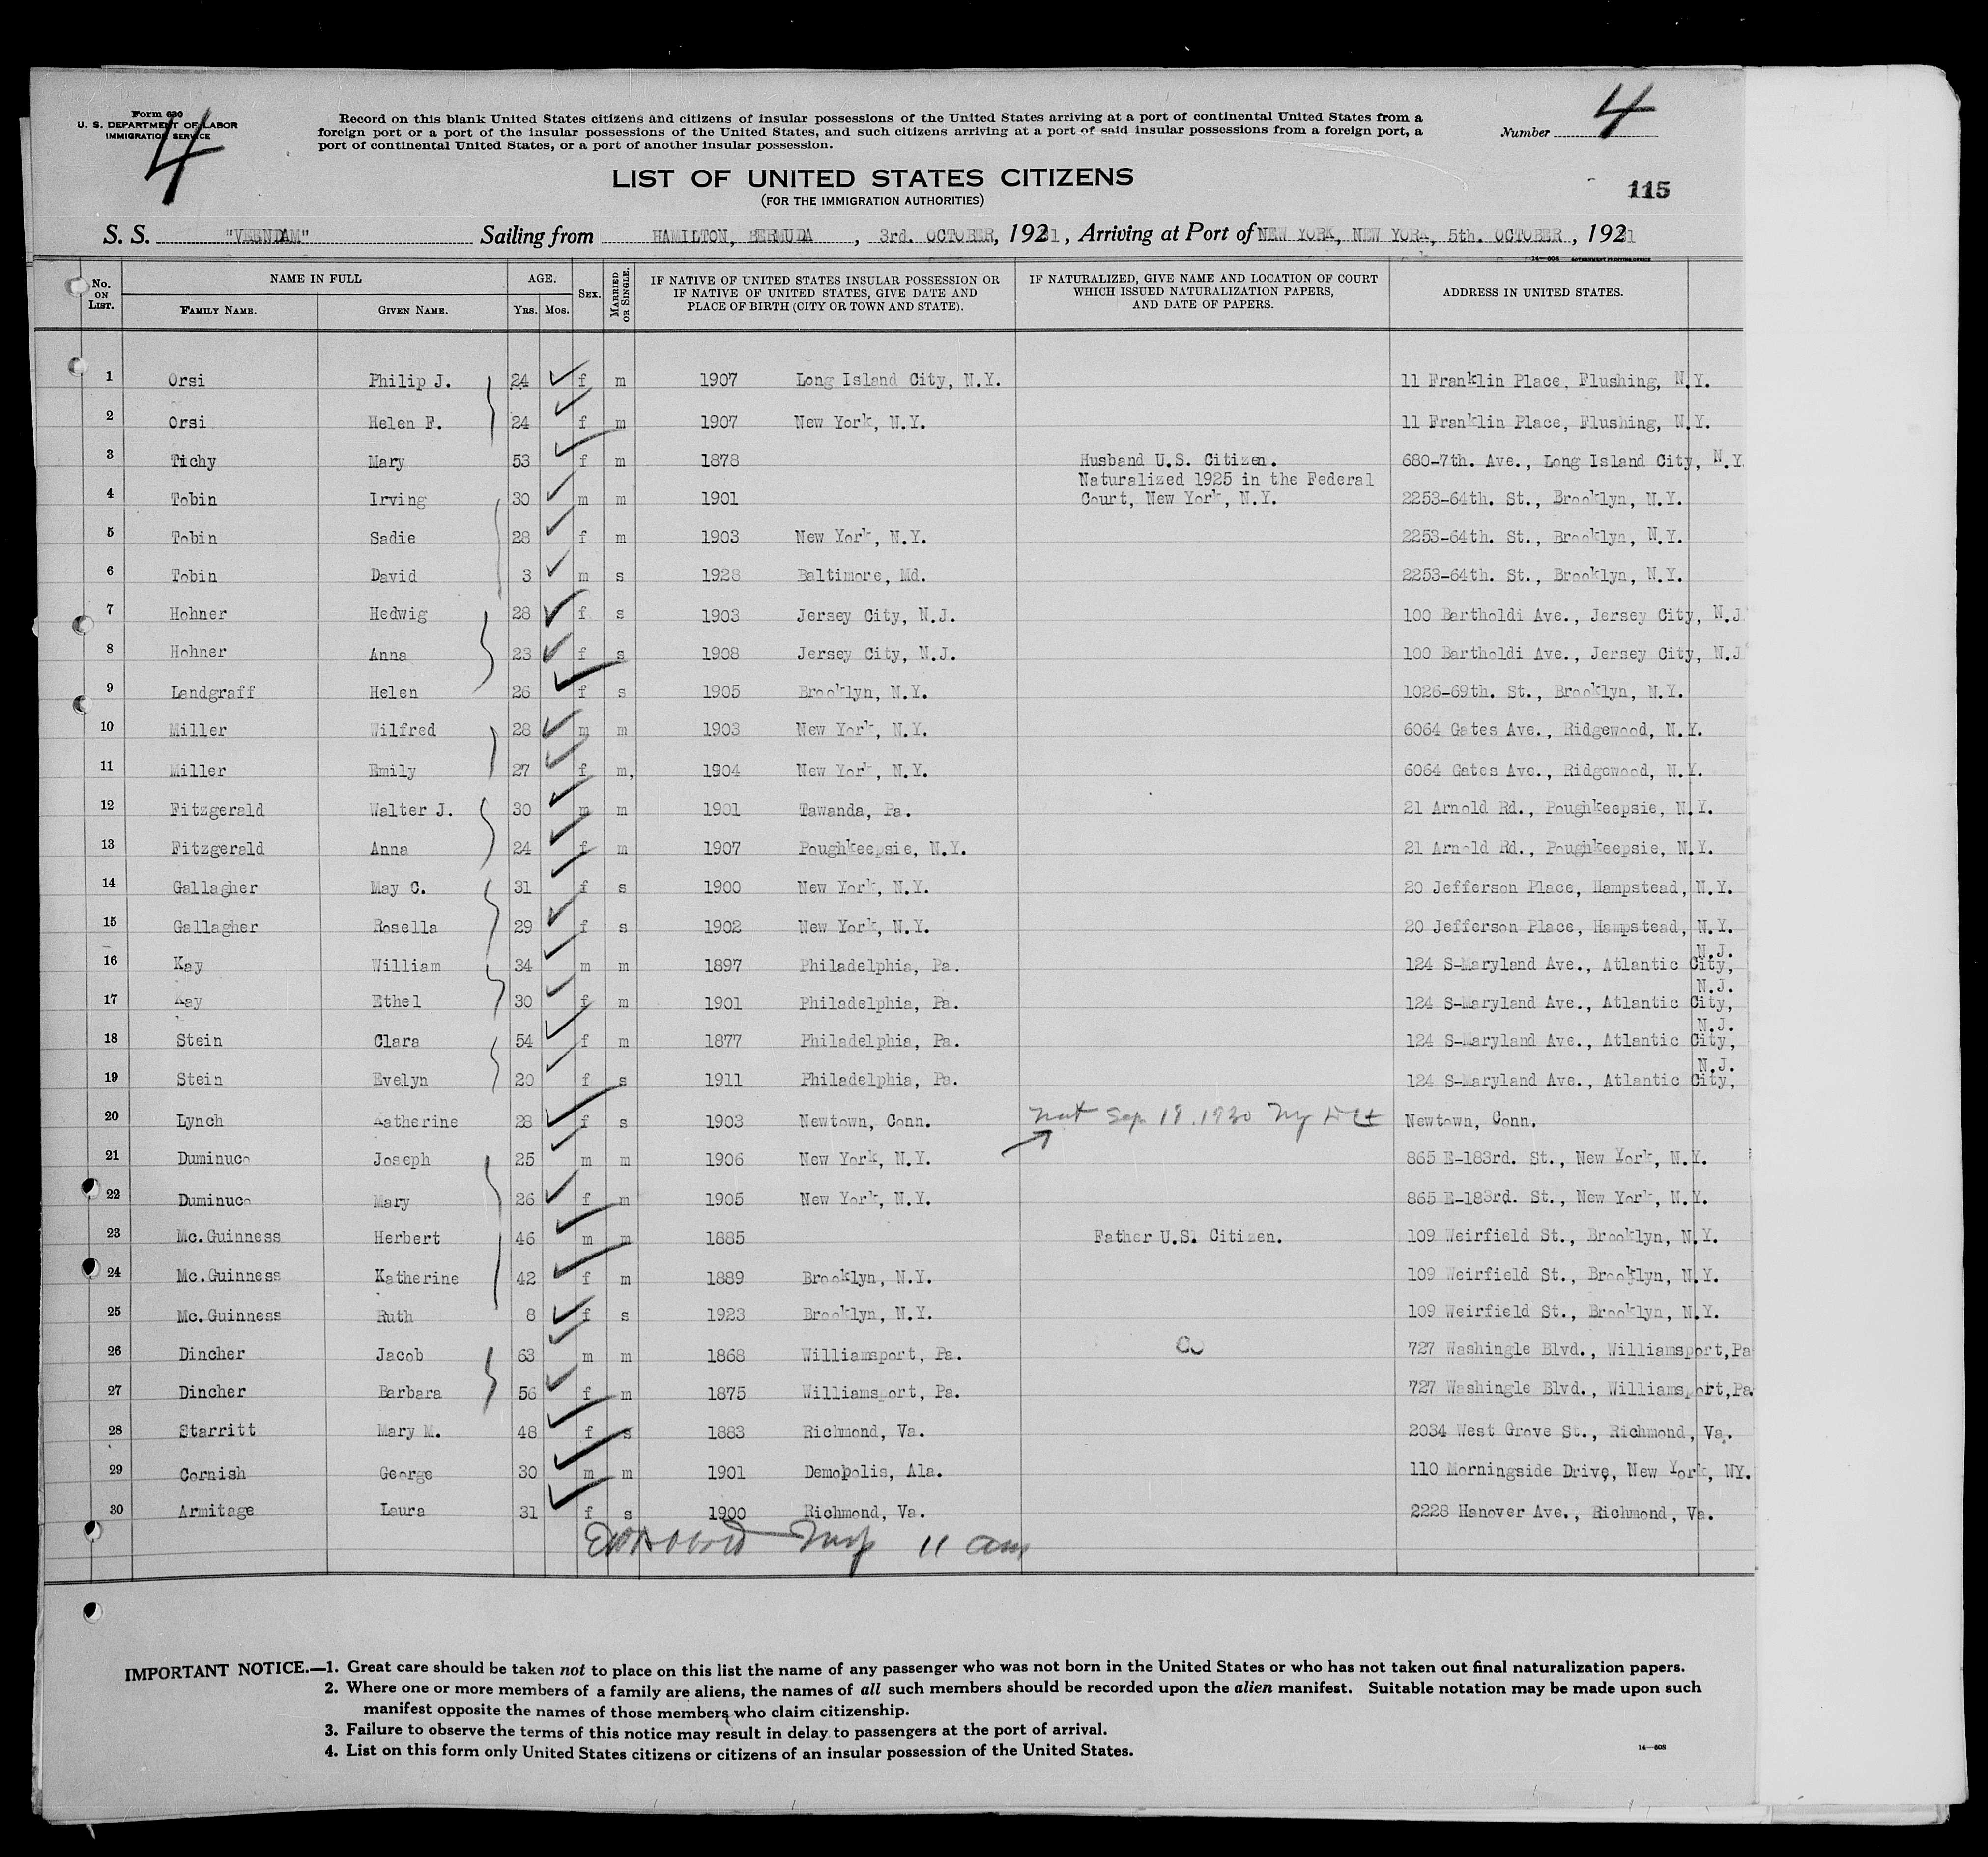 Form 630
U. S. DEPARTMENT OF LABOR
IMMIGRATION SERVICE
4
Record on this blank United States citizens and citizens of insular possessions of the United States arriving at a port of continental United States from a
foreign port or a port of the insular possessions of the United States, and such citizens arriving at a port of said insular possessions from a foreign port, a
port of continental United States, or a port of another insular possession.
Number 4
LIST OF UNITED STATES CITIZENS
(FOR THE IMMIGRATION AUTHORITIES)
115
S. S. "VEENDAM" Sailing from HAMILTON, BERMUDA, 3rd. OCTOBER, 1931, Arriving at Port of NEW YORK, NEW YORK, 5th. OCTOBER, 1931
No. ON LIST. NAME IN FULL FAMILY NAME. GIVEN NAME. AGE. YRS. MOS. SEX. MARRIED OR SINGLE. IF NATIVE OF UNITED STATES INSULAR POSSESSION OR IF NATIVE OF UNITED STATES, GIVE DATE AND PLACE OF BIRTH (CITY OR TOWN AND STATE). IF NATURALIZED, GIVE NAME AND LOCATION OF COURT WHICH ISSUED NATURALIZATION PAPERS, AND DATE OF PAPERS. ADDRESS IN UNITED STATES.
1 Orsi Philip J. 24 f m 1907 Long Island City, N.Y. 11 Franklin Place, Flushing, N.Y.
2 Orsi Helen F. 24 f m 1907 New York, N.Y. 11 Franklin Place, Flushing, N.Y.
3 Tichy Mary 53 f m 1878 Husband U.S. Citizen. 680-7th. Ave., Long Island City, N.Y.
4 Tobin Irving 30 m m 1901 Naturalized 1925 in the Federal Court, New York, N.Y. 2253-64th. St., Brooklyn, N.Y.
5 Tobin Sadie 28 f m 1903 New York, N.Y. 2253-64th. St., Brooklyn, N.Y.
6 Tobin David 3 m s 1928 Baltimore, Md. 2253-64th. St., Brooklyn, N.Y.
7 Hohner Hedwig 28 f s 1903 Jersey City, N.J. 100 Bartholdi Ave., Jersey City, N.J.
8 Hohner Anna 23 f s 1908 Jersey City, N.J. 100 Bartholdi Ave., Jersey City, N.J
9 Landgraff Helen 26 f s 1905 Brooklyn, N.Y. 1026-69th. St., Brooklyn, N.Y.
10 Miller Wilfred 28 m m 1903 New York, N.Y. 6064 Gates Ave., Ridgewood, N.Y.
11 Miller Emily 27 f m, 1904 New York, N.Y. 6064 Gates Ave., Ridgewood, N.Y.
12 Fitzgerald Walter J. 30 m m 1901 Tawanda, Pa. 21 Arnold Rd., Poughkeepsie, N.Y.
13 Fitzgerald Anna 24 f m 1907 Poughkeepsie, N.Y. 21 Arnold Rd., Poughkeepsie, N.Y.
14 Gallagher May C. 31 f s 1900 New York, N.Y. 20 Jefferson Place, Hampstead, N.Y.
15 Gallagher Rosella 29 f s 1902 New York, N.Y. 20 Jefferson Place, Hampstead, N.Y.
16 Kay William 34 m m 1897 Philadelphia, Pa. 124 S-Maryland Ave., Atlantic City, N.J.
17 Kay Ethel 30 f m 1901 Philadelphia, Pa. 124 S-Maryland Ave., Atlantic City, N.J.
18 Stein Clara 54 f m 1877 Philadelphia, Pa. 124 S-Maryland Ave., Atlantic City, N.J.
19 Stein Evelyn 20 f s 1911 Philadelphia, Pa. 124 S-Maryland Ave., Atlantic City, N.J.
20 Lynch Katherine 28 f s 1903 Newtown, Conn. nat Sep 18. 1930 Ny D Ct Newtown, Conn.
21 Duminuco Joseph 25 m m 1906 New York, N.Y. 865 E-183rd. St., New York, N.Y.
22 Duminuco Mary 26 f m 1905 New York, N.Y. 865 E-183rd. St., New York, N.Y.
23 Mc.Guinness Herbert 46 m m 1885 Father U.S. Citizen. 109 Weirfield St., Brooklyn, N.Y.
24 Mc.Guinness Katherine 42 f m 1889 Brooklyn, N.Y. 109 Weirfield St., Brooklyn, N.Y.
25 Mc.Guinness Ruth 8 f s 1923 Brooklyn, N.Y. 109 Weirfield St., Brooklyn, N.Y.
26 Dincher Jacob 63 m m 1868 Williamsport, Pa. 727 Washingle Blvd., Williamsport,Pa
27 Dincher Barbara 56 f m 1875 Williamsport, Pa. 727 Washingle Blvd., Williamsport,Pa.
28 Starritt Mary M. 48 f s 1883 Richmond, Va. 2034 West Grove St., Richmond, Va.
29 Cornish George 30 m m 1901 Demopolis, Ala. 110 Morningside Drive, New York, NY.
30 Armitage Laura 31 f s 1900 Richmond, Va. 2228 Hanover Ave., Richmond, Va.
Insp 11 am
IMPORTANT NOTICE.—1. Great care should be taken not to place on this list the name of any passenger who was not born in the United States or who has not taken out final naturalization papers.
2. Where one or more members of a family are aliens, the names of all such members should be recorded upon the alien manifest. Suitable notation may be made upon such
manifest opposite the names of those members who claim citizenship.
3. Failure to observe the terms of this notice may result in delay to passengers at the port of arrival.
4. List on this form only United States citizens or citizens of an insular possession of the United States.